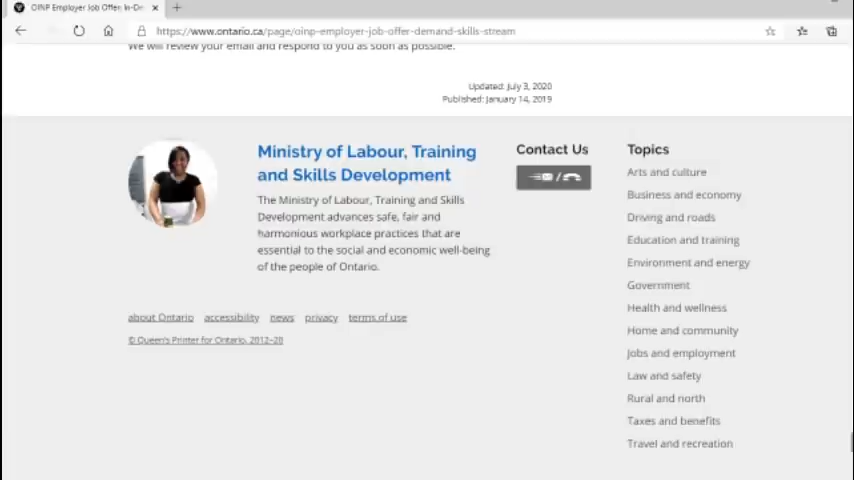 OINP Employer Job Offer: In-De
https://www.ontario.ca/page/oinp-employer-job-offer-demand-skills-stream
We will review your email and respond to you as soon as possible.
Updated: July 3, 2020
Published: January 14, 2019
Ministry of Labour, Training
and Skills Development
The Ministry of Labour, Training and Skills
Development advances safe, fair and
harmonious workplace practices that are
essential to the social and economic well-being
of the people of Ontario.
Contact Us
Topics
Arts and culture
Business and economy
Driving and roads
Education and training
Environment and energy
Government
Health and wellness
Home and community
Jobs and employment
Law and safety
Rural and north
Taxes and benefits
Travel and recreation
about Ontario accessibility news privacy terms of use
© Queen's Printer for Ontario, 2012–20